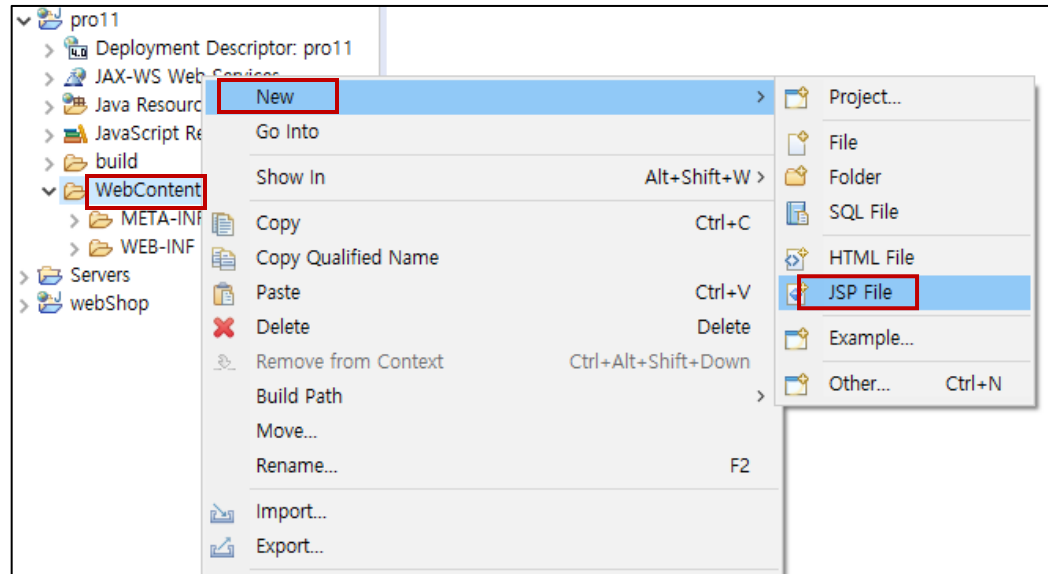 pro11
Deployment Descriptor: pro11
JAX-WS Web Services
Java Resourc
JavaScript Re
build
WebContent
META-INF
WEB-INF
Servers
webShop
New
Go Into
Show In Alt+Shift+W
Copy Ctrl+C
Copy Qualified Name
Paste Ctrl+V
Delete Delete
Remove from Context Ctrl+Alt+Shift+Down
Build Path
Move...
Rename... F2
Import...
Export...
Project...
File
Folder
SQL File
HTML File
JSP File
Example...
Other... Ctrl+N